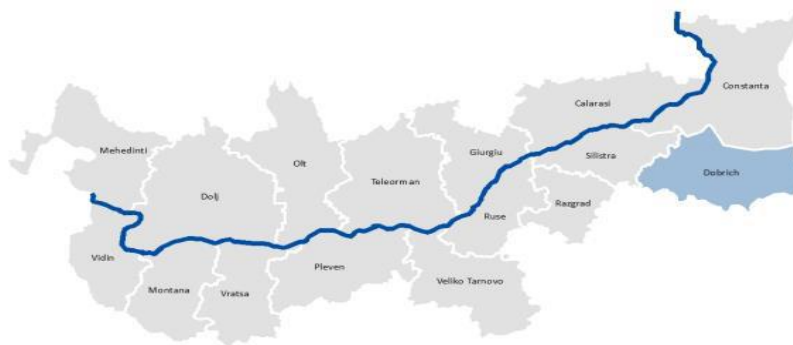 Constanta
Calarasi
Mehedinti
Giurgiu
Olt
Silistra
Dobrich
Teleorman
Dolj
Razgrad
Ruse
Vidin
Pleven
Veliko Tarnovo
Montana
Vratsa